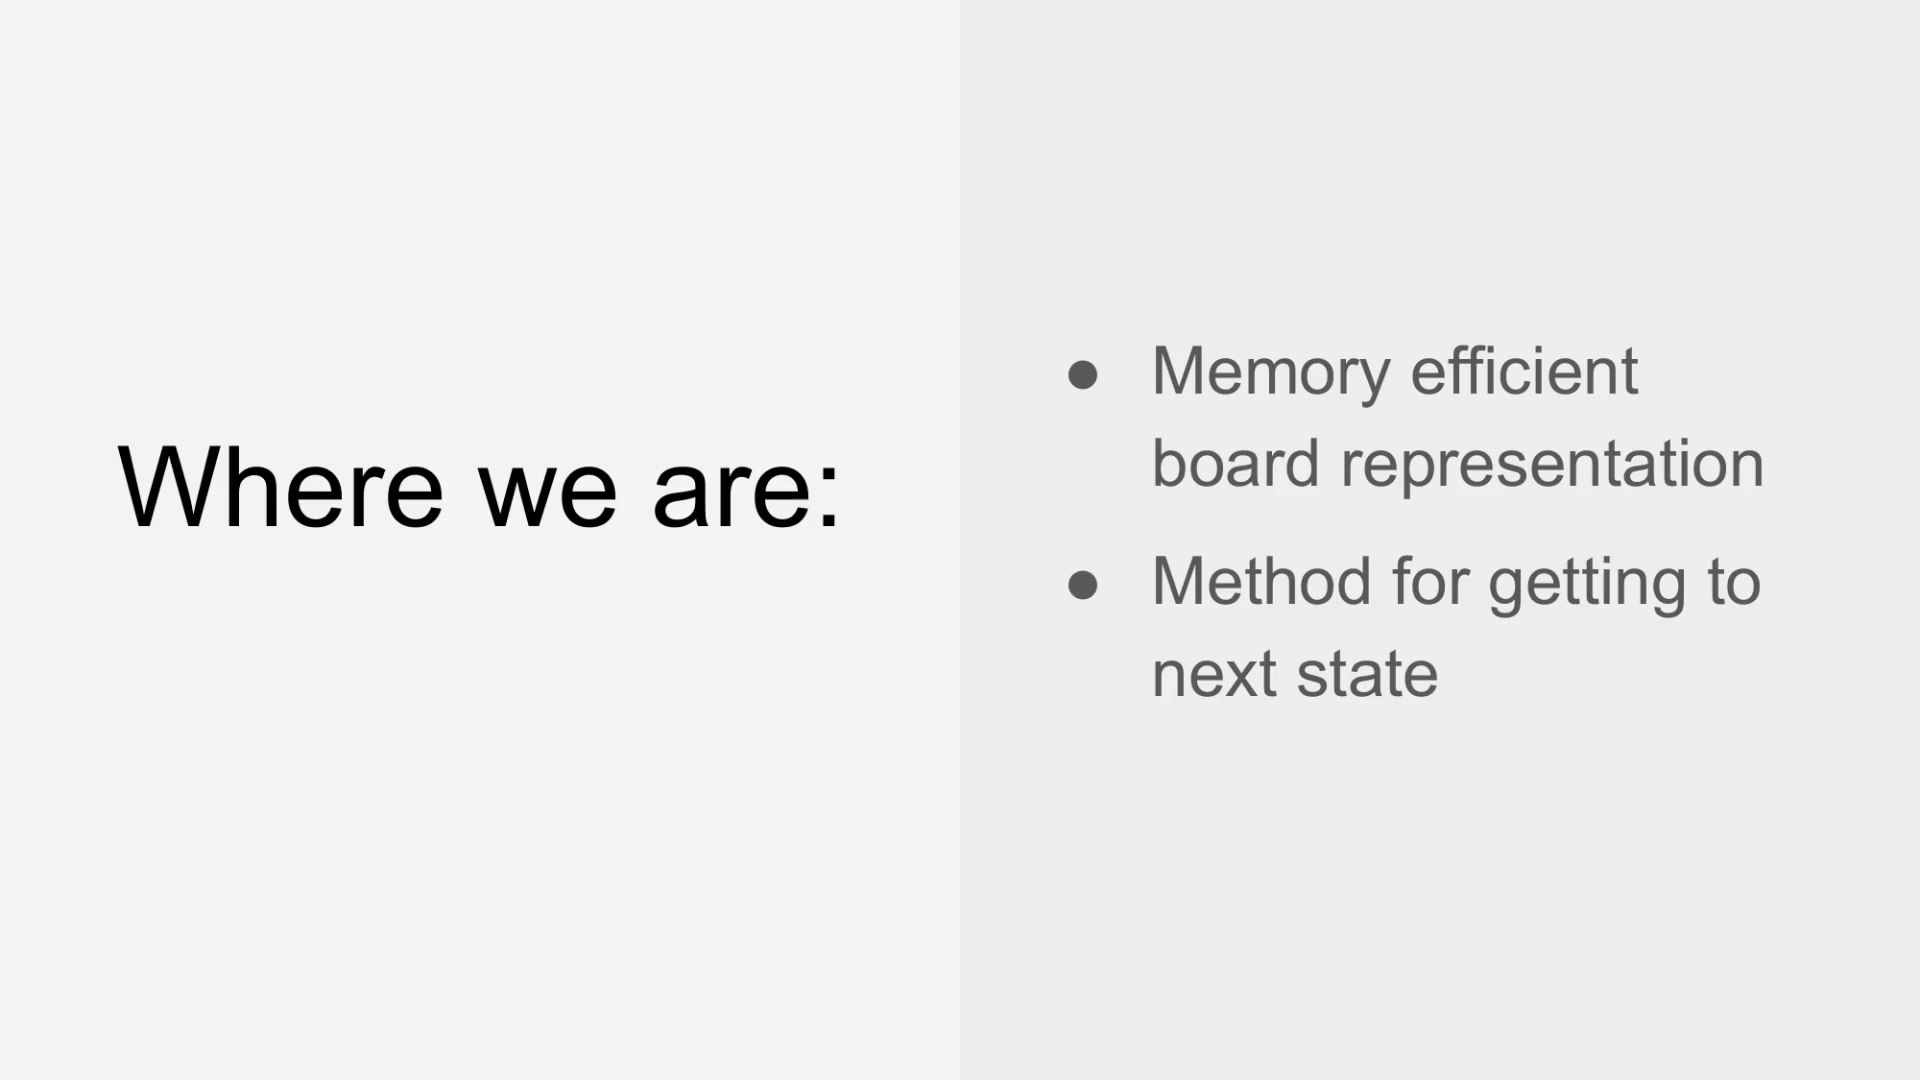 Where we are:
● Memory efficient
board representation
● Method for getting to
next state